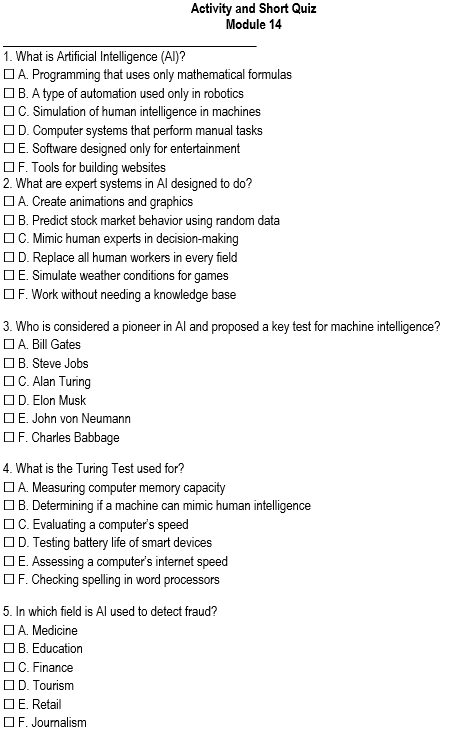 Activity and Short Quiz
Module 14
1. What is Artificial Intelligence (AI)?
☐ A. Programming that uses only mathematical formulas
☐ B. A type of automation used only in robotics
☐ C. Simulation of human intelligence in machines
☐ D. Computer systems that perform manual tasks
☐ E. Software designed only for entertainment
☐ F. Tools for building websites
2. What are expert systems in AI designed to do?
☐ A. Create animations and graphics
☐ B. Predict stock market behavior using random data
☐ C. Mimic human experts in decision-making
☐ D. Replace all human workers in every field
☐ E. Simulate weather conditions for games
☐ F. Work without needing a knowledge base
3. Who is considered a pioneer in AI and proposed a key test for machine intelligence?
☐ A. Bill Gates
☐ B. Steve Jobs
☐ C. Alan Turing
☐ D. Elon Musk
☐ E. John von Neumann
☐ F. Charles Babbage
4. What is the Turing Test used for?
☐ A. Measuring computer memory capacity
☐ B. Determining if a machine can mimic human intelligence
☐ C. Evaluating a computer's speed
☐ D. Testing battery life of smart devices
☐ E. Assessing a computer's internet speed
☐ F. Checking spelling in word processors
5. In which field is AI used to detect fraud?
☐ A. Medicine
☐ B. Education
☐ C. Finance
☐ D. Tourism
☐ E. Retail
☐ F. Journalism